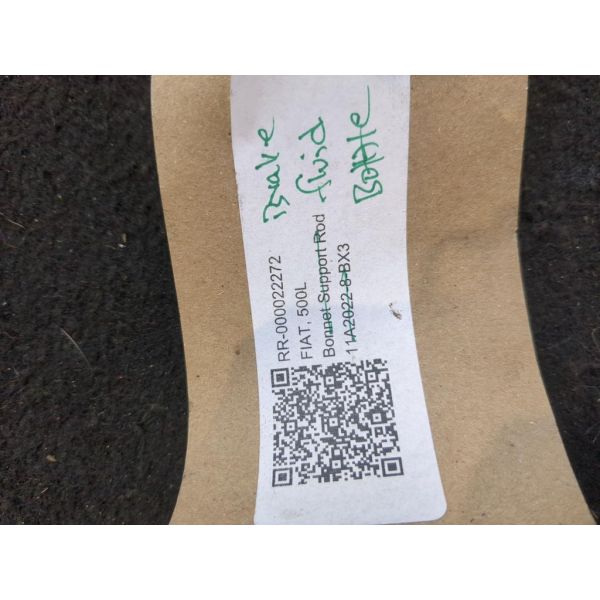 Brake
fluid
Bottle
RR-000022272
FIAT, 500L
Bonnet Support Rod
11A2022-8-BX3